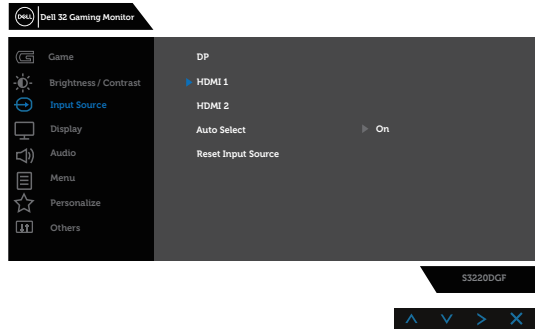 DELL Dell 32 Gaming Monitor
Game
Brightness / Contrast
Input Source
Display
Audio
Menu
Personalize
Others
DP
HDMI 1
HDMI 2
Auto Select On
Reset Input Source
S3220DGF